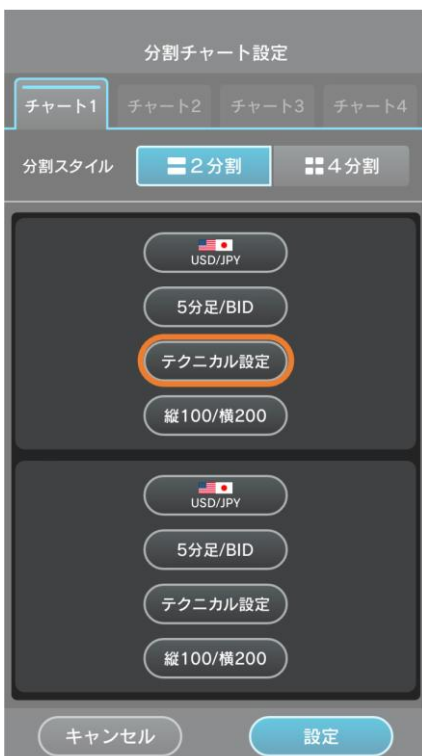 分割チャート設定
チャート1 チャート2 チャート3 チャート4
分割スタイル 2分割 4分割
USD/JPY
5分足/BID
テクニカル設定
縦100/横200
USD/JPY
5分足/BID
テクニカル設定
縦100/横200
キャンセル 設定